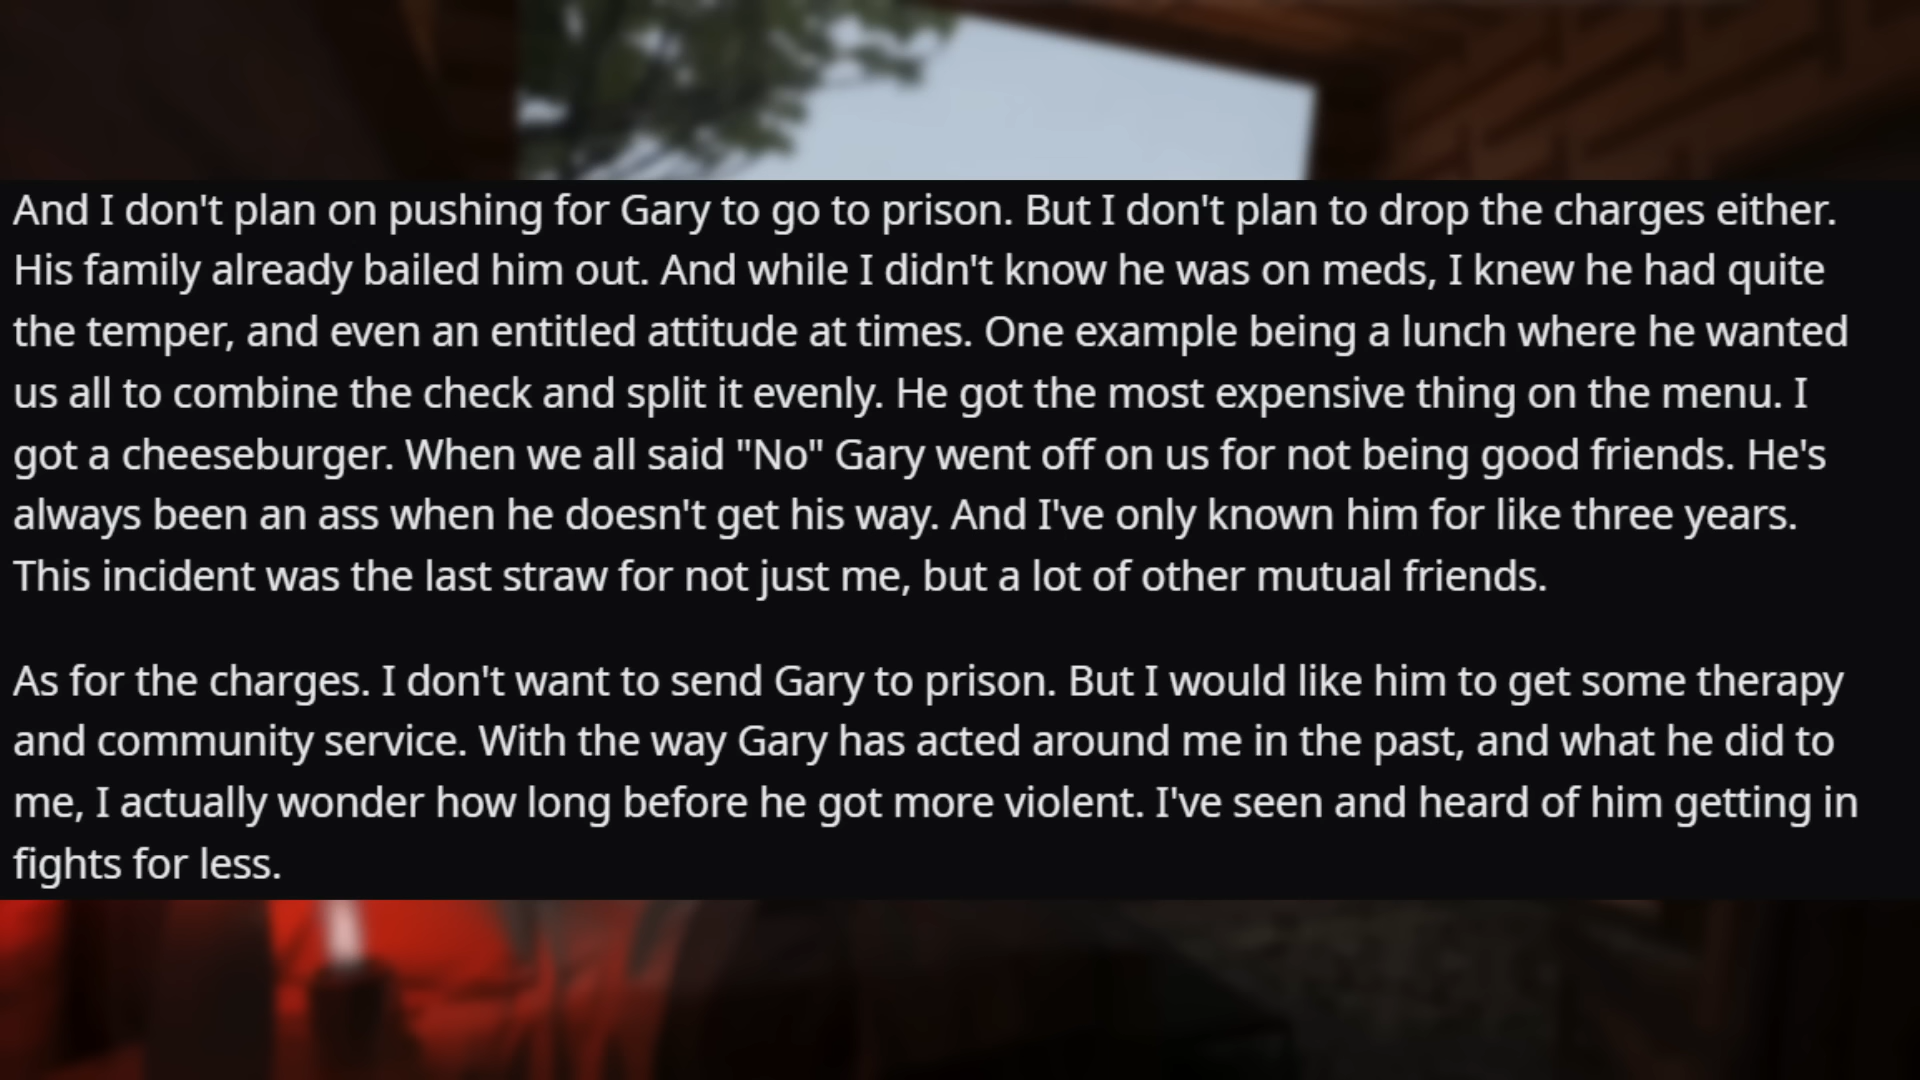 And I don't plan on pushing for Gary to go to prison. But I don't plan to drop the charges either.
His family already bailed him out. And while I didn't know he was on meds, I knew he had quite
the temper, and even an entitled attitude at times. One example being a lunch where he wanted
us all to combine the check and split it evenly. He got the most expensive thing on the menu. I
got a cheeseburger. When we all said "No" Gary went off on us for not being good friends. He's
always been an ass when he doesn't get his way. And I've only known him for like three years.
This incident was the last straw for not just me, but a lot of other mutual friends.
As for the charges. I don't want to send Gary to prison. But I would like him to get some therapy
and community service. With the way Gary has acted around me in the past, and what he did to
me, I actually wonder how long before he got more violent. I've seen and heard of him getting in
fights for less.